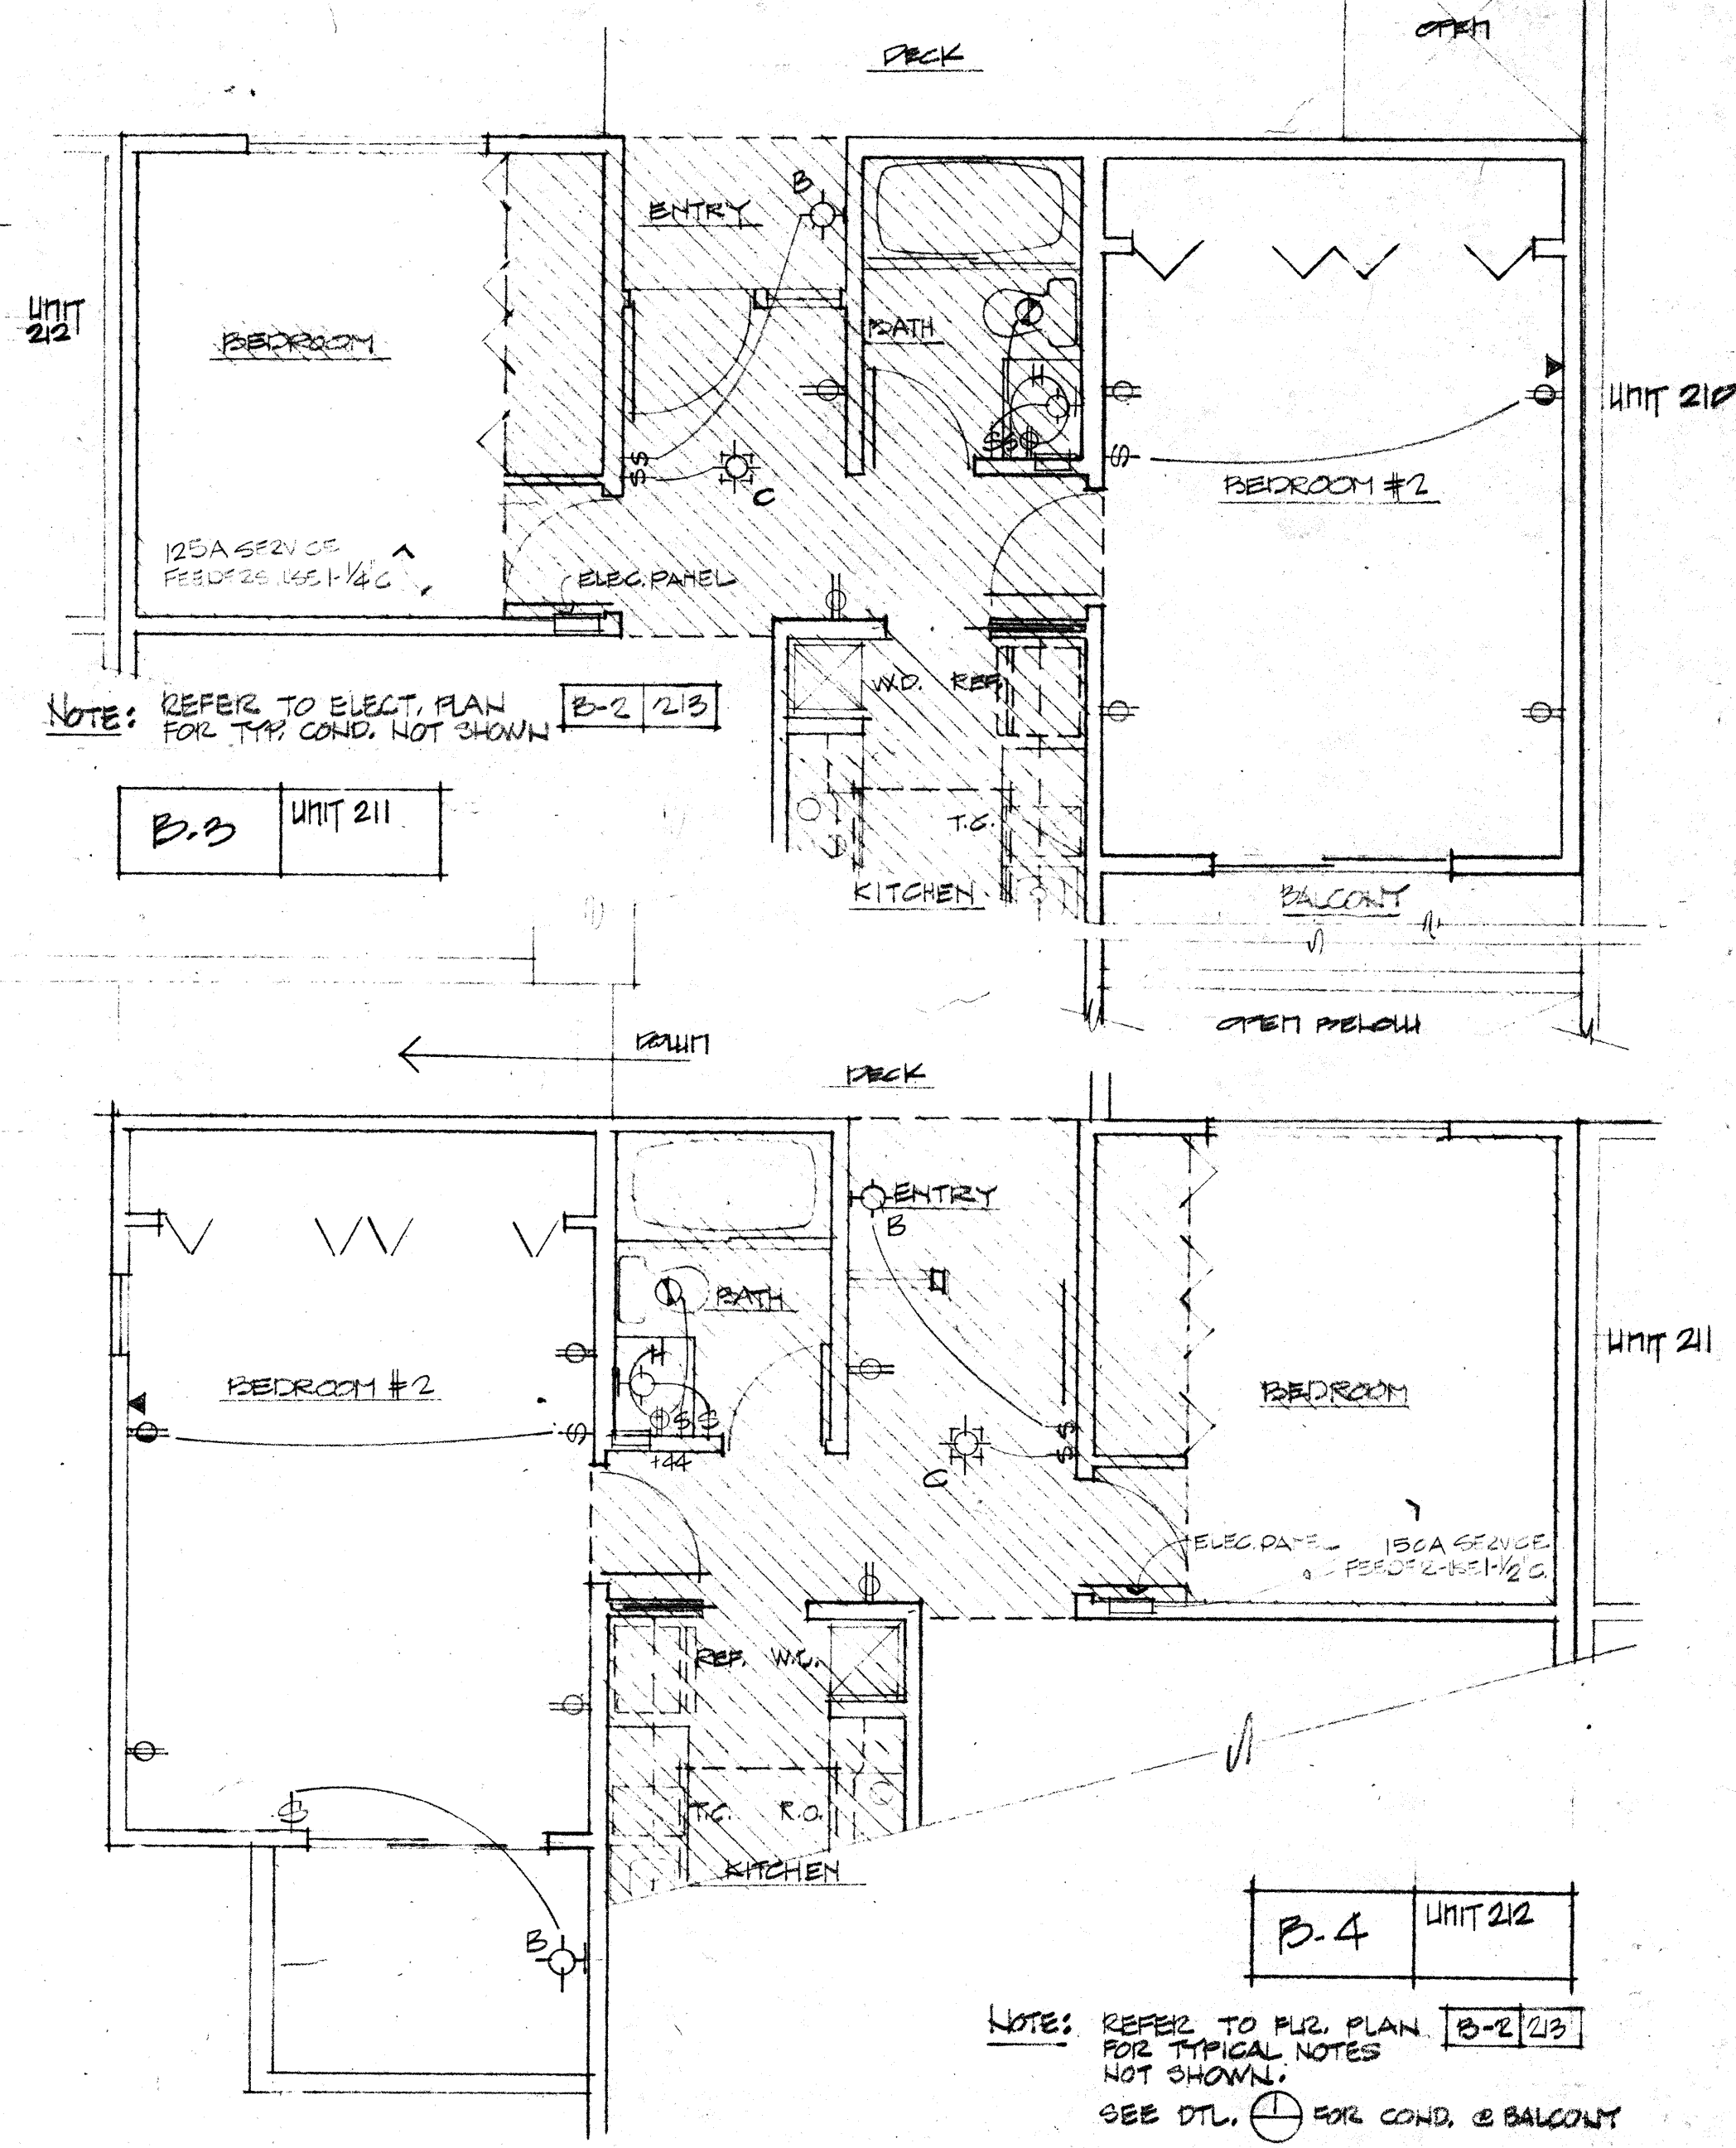 OPEN
DECK
ENTRY
B
UNIT
212
BEDROOM
BATH
H
UNIT 210
S
S
S S
S
C
BEDROOM #2
125A SERVICE
ELEC. PANEL
W.D. REF.
NOTE: REFER TO ELECT. PLAN B-2 213
FOR TYP. COND. NOT SHOWN
B-3 UNIT 211
T.C.
KITCHEN
BALCONY
OPEN BELOW
DOWN
DECK
ENTRY
B
BATH
H
UNIT 211
BEDROOM #2
BEDROOM
S
S S
S
S
+44
C
ELEC. PANEL 150A SERVICE
REF.
T.C. R.O.
KITCHEN
B
B-4 UNIT 212
NOTE: REFER TO FLR. PLAN B-2 213
FOR TYPICAL NOTES
NOT SHOWN.
SEE DTL. 1 FOR COND. @ BALCONY